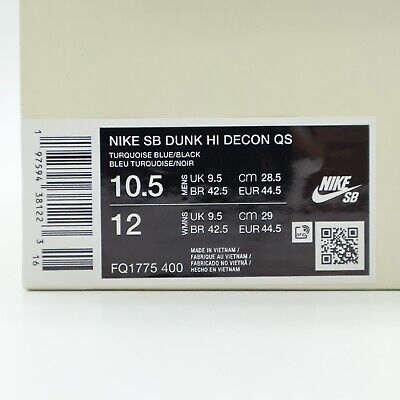 1 97594 38122 3 16
NIKE SB DUNK HI DECON QS
TURQUOISE BLUE/BLACK
BLEU TURQUOISE/NOIR
10.5 MENS UK 9.5 cm 28.5
BR 42.5 EUR 44.5
12 WMNS UK 9.5 cm 29
BR 42.5 EUR 44.5
NIKE
SB
MADE IN VIETNAM /
FABRIQUÉ AU VIETNAM /
FABRICADO NO VIETNÃ /
HECHO EN VIETNAM
FQ1775 400